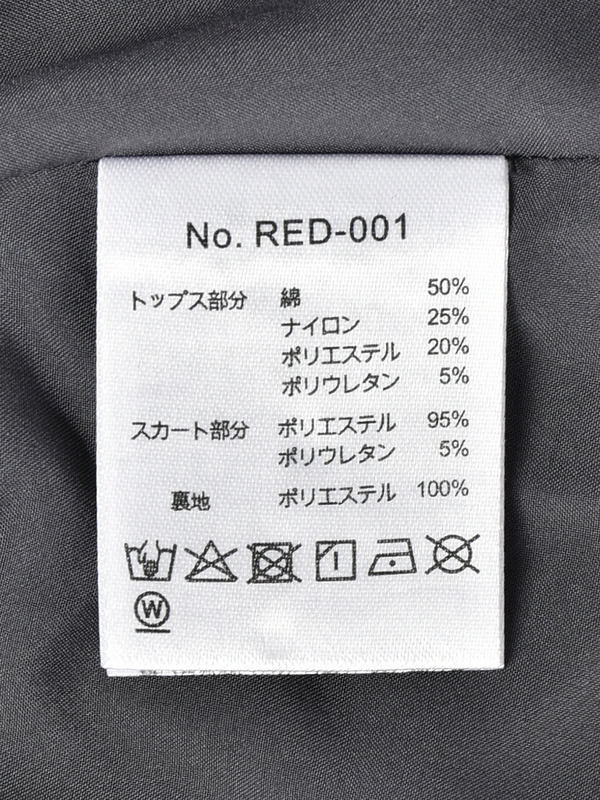 No. RED-001
トップス部分 綿 50%
ナイロン 25%
ポリエステル 20%
ポリウレタン 5%
スカート部分 ポリエステル 95%
ポリウレタン 5%
裏地 ポリエステル 100%
W